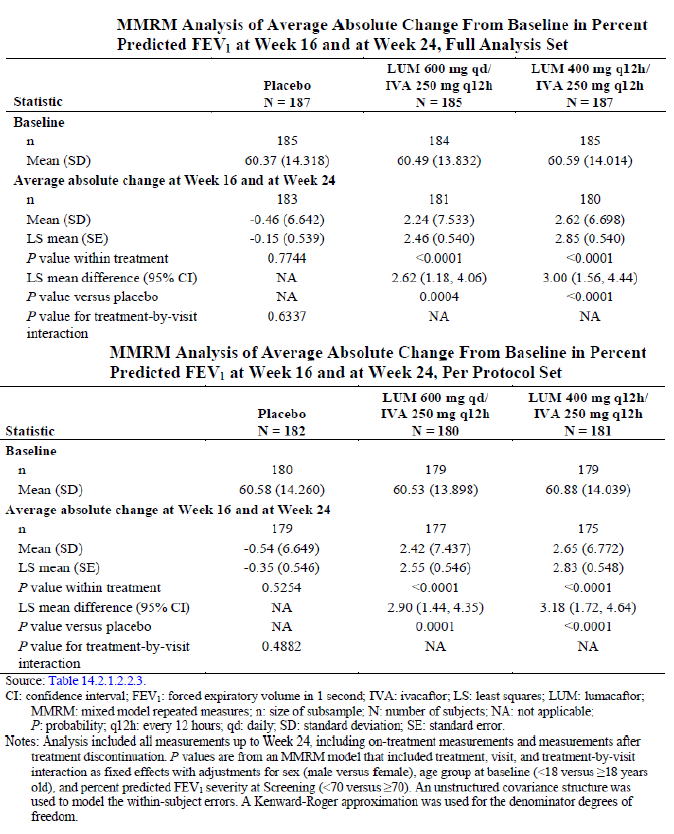 MMRM Analysis of Average Absolute Change From Baseline in Percent
Predicted FEV1 at Week 16 and at Week 24, Full Analysis Set
Statistic Placebo N = 187 LUM 600 mg qd/ IVA 250 mg q12h N = 185 LUM 400 mg q12h/ IVA 250 mg q12h N = 187
Baseline
n 185 184 185
Mean (SD) 60.37 (14.318) 60.49 (13.832) 60.59 (14.014)
Average absolute change at Week 16 and at Week 24
n 183 181 180
Mean (SD) -0.46 (6.642) 2.24 (7.533) 2.62 (6.698)
LS mean (SE) -0.15 (0.539) 2.46 (0.540) 2.85 (0.540)
P value within treatment 0.7744 <0.0001 <0.0001
LS mean difference (95% CI) NA 2.62 (1.18, 4.06) 3.00 (1.56, 4.44)
P value versus placebo NA 0.0004 <0.0001
P value for treatment-by-visit 0.6337 NA NA
interaction
MMRM Analysis of Average Absolute Change From Baseline in Percent
Predicted FEV1 at Week 16 and at Week 24, Per Protocol Set
Statistic Placebo N = 182 LUM 600 mg qd/ IVA 250 mg q12h N = 180 LUM 400 mg q12h/ IVA 250 mg q12h N = 181
Baseline
n 180 179 179
Mean (SD) 60.58 (14.260) 60.53 (13.898) 60.88 (14.039)
Average absolute change at Week 16 and at Week 24
n 179 177 175
Mean (SD) -0.54 (6.649) 2.42 (7.437) 2.65 (6.772)
LS mean (SE) -0.35 (0.546) 2.55 (0.546) 2.83 (0.548)
P value within treatment 0.5254 <0.0001 <0.0001
LS mean difference (95% CI) NA 2.90 (1.44, 4.35) 3.18 (1.72, 4.64)
P value versus placebo NA 0.0001 <0.0001
P value for treatment-by-visit 0.4882 NA NA
interaction
Source: Table 14.2.1.2.2.3.
CI: confidence interval; FEV1: forced expiratory volume in 1 second; IVA: ivacaftor; LS: least squares; LUM: lumacaftor;
MMRM: mixed model repeated measures; n: size of subsample; N: number of subjects; NA: not applicable;
P: probability; q12h: every 12 hours; qd: daily; SD: standard deviation; SE: standard error.
Notes: Analysis included all measurements up to Week 24, including on-treatment measurements and measurements after
treatment discontinuation. P values are from an MMRM model that included treatment, visit, and treatment-by-visit
interaction as fixed effects with adjustments for sex (male versus female), age group at baseline (<18 versus ≥18 years
old), and percent predicted FEV1 severity at Screening (<70 versus ≥70). An unstructured covariance structure was
used to model the within-subject errors. A Kenward-Roger approximation was used for the denominator degrees of
freedom.